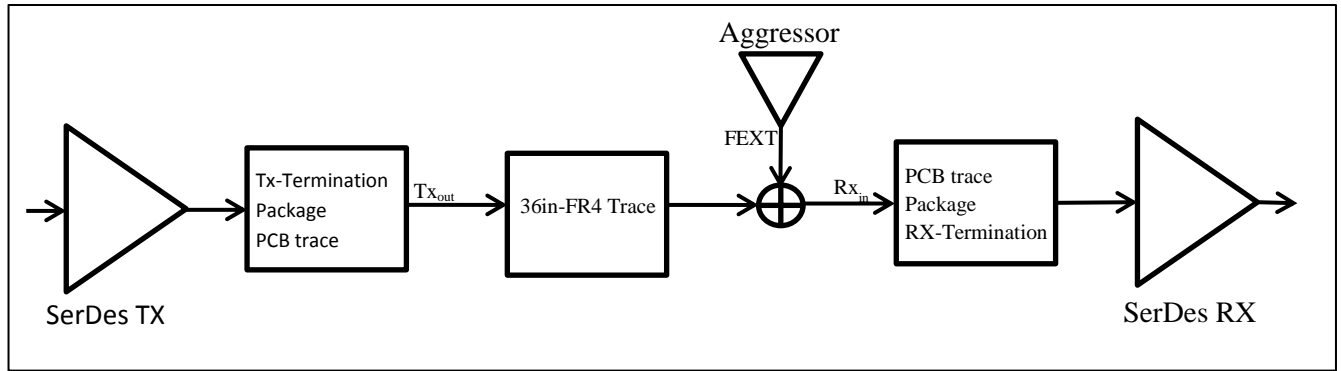 Aggressor
FEXT
Tx-Termination
Package
PCB trace
Txout
36in-FR4 Trace
Rxin
PCB trace
Package
RX-Termination
SerDes TX
SerDes RX